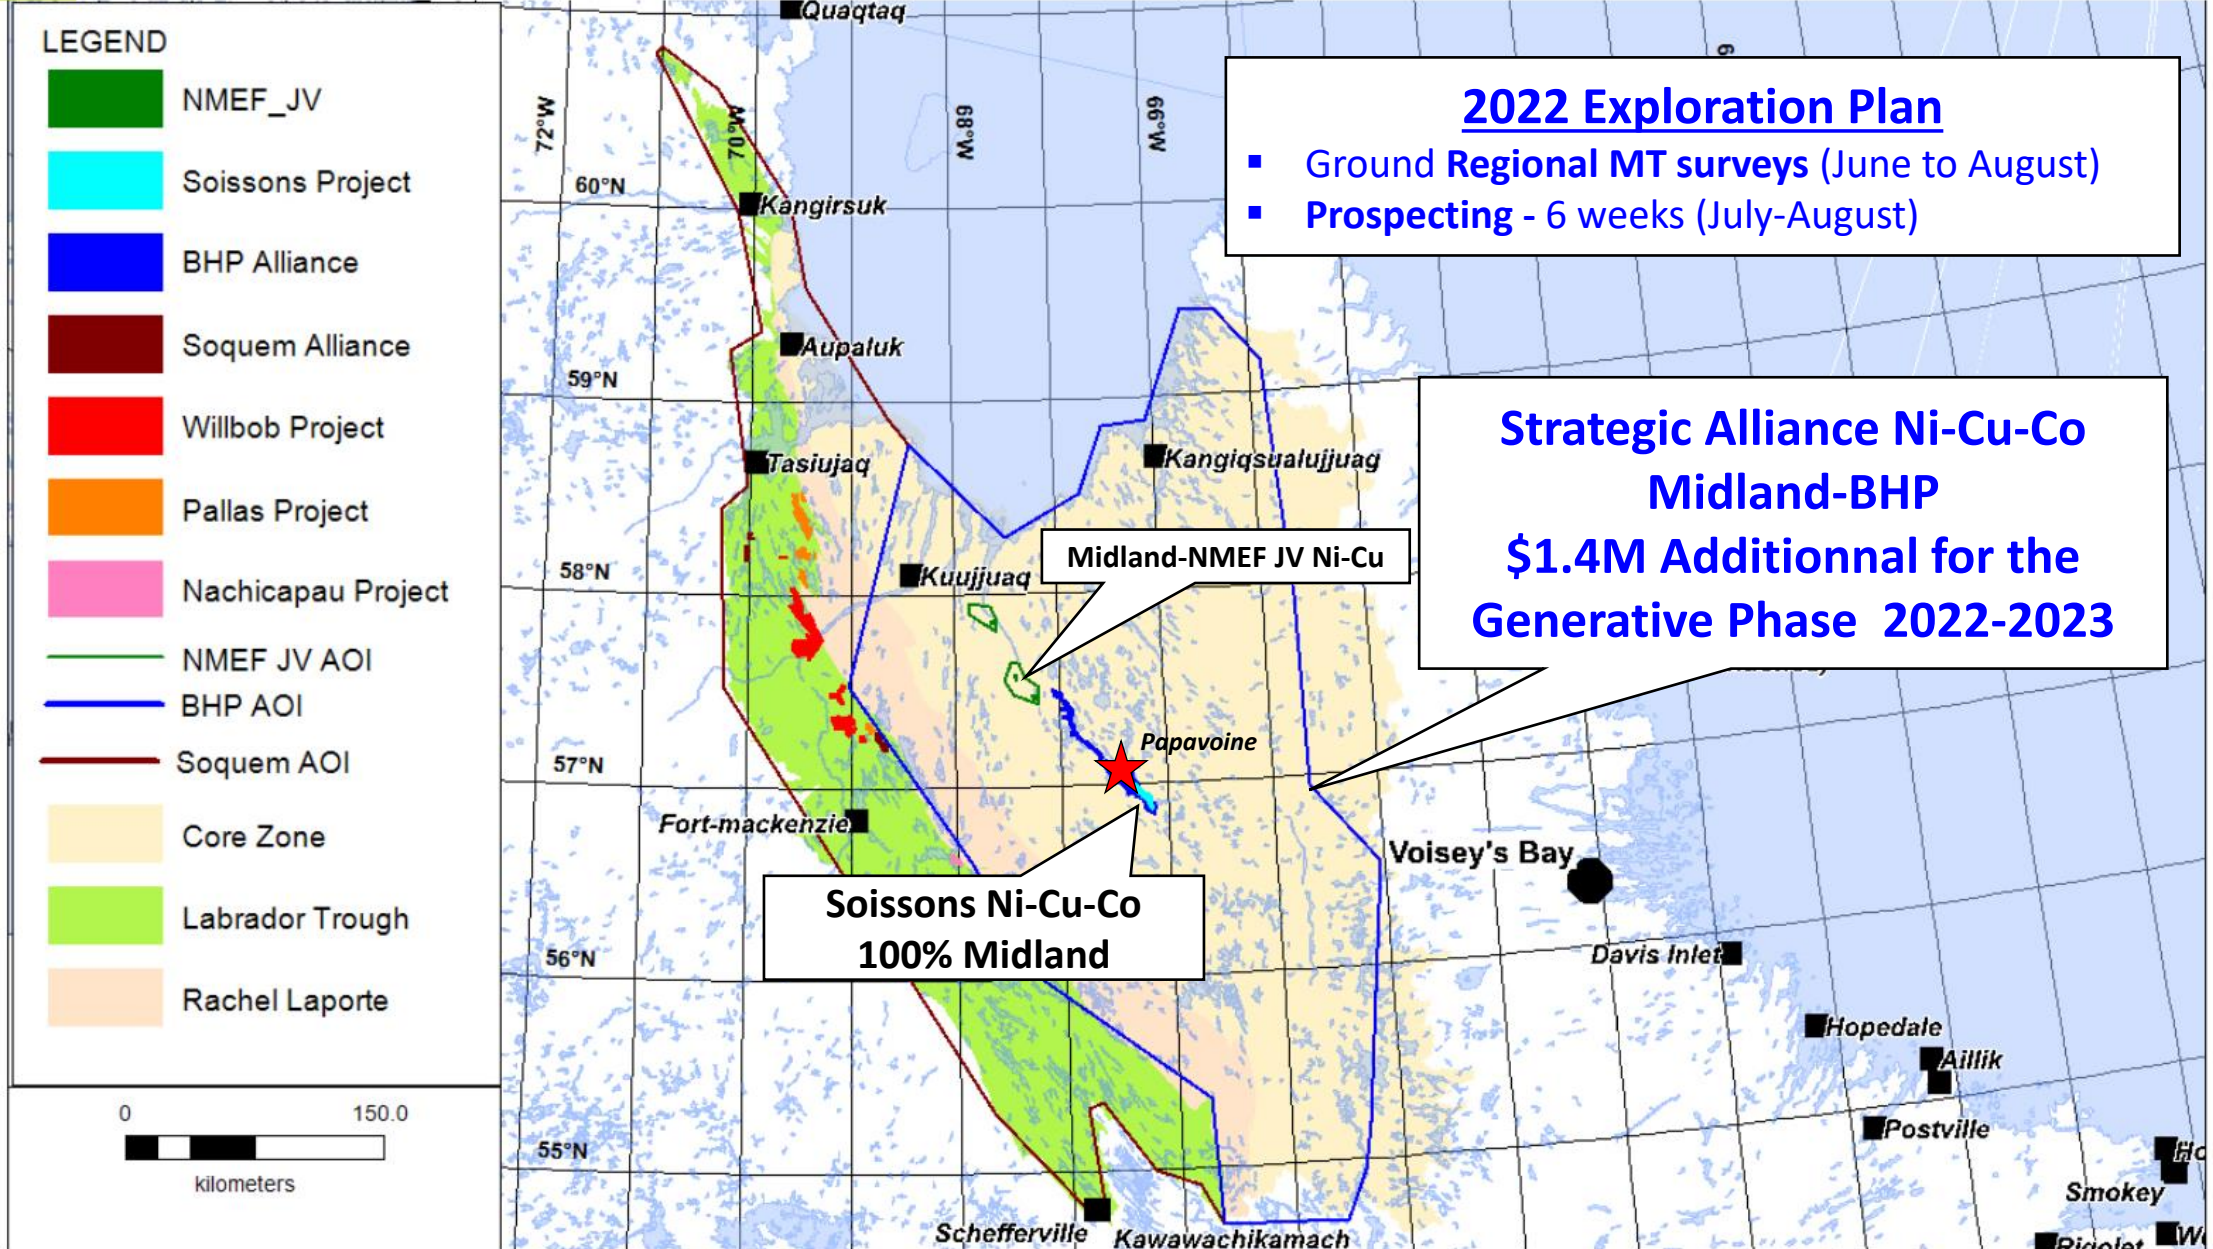 LEGEND
NMEF_JV
Soissons Project
BHP Alliance
Soquem Alliance
Willbob Project
Pallas Project
Nachicapau Project
NMEF JV AOI
BHP AOI
Soquem AOI
Core Zone
Labrador Trough
Rachel Laporte
0 150.0
kilometers
Quaqtaq
72°W
70°W
68°W
66°W
60°N
Kangirsuk
2022 Exploration Plan
▪ Ground Regional MT surveys (June to August)
▪ Prospecting - 6 weeks (July-August)
Aupaluk
59°N
Tasiujaq
Kangiqsualujjuaq
Strategic Alliance Ni-Cu-Co
Midland-BHP
$1.4M Additionnal for the
Generative Phase 2022-2023
Midland-NMEF JV Ni-Cu
58°N
Kuujjuaq
Papavoine
57°N
Fort-mackenzie
Voisey's Bay
Soissons Ni-Cu-Co
100% Midland
56°N
Davis Inlet
Hopedale
Aillik
Postville
55°N
Smokey
Schefferville
Kawawachikamach
Rigolet